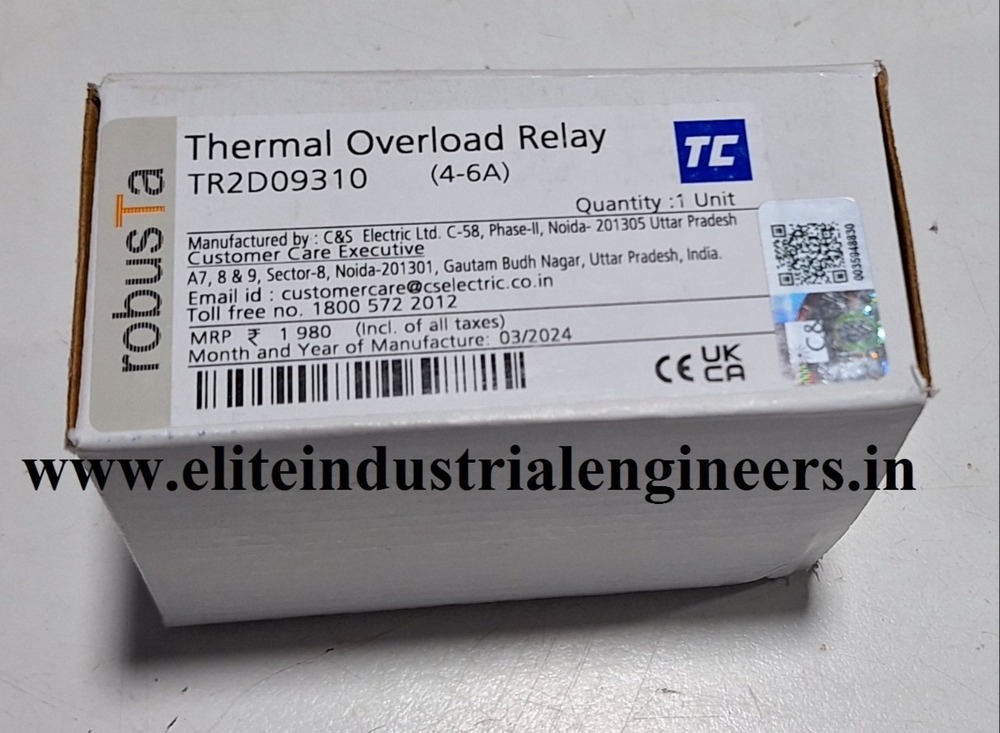 robusTa
Thermal Overload Relay
TR2D09310 (4-6A)
TC
Quantity :1 Unit
Manufactured by : C&S Electric Ltd. C-58, Phase-II, Noida- 201305 Uttar Pradesh
Customer Care Executive
A7, 8 & 9, Sector-8, Noida-201301, Gautam Budh Nagar, Uttar Pradesh, India.
Email id : customercare@cselectric.co.in
Toll free no. 1800 572 2012
MRP ₹ 1 980 (Incl. of all taxes)
Month and Year of Manufacture: 03/2024
CE UK
CA
0035948830
C&
www.eliteindustrialengineers.in